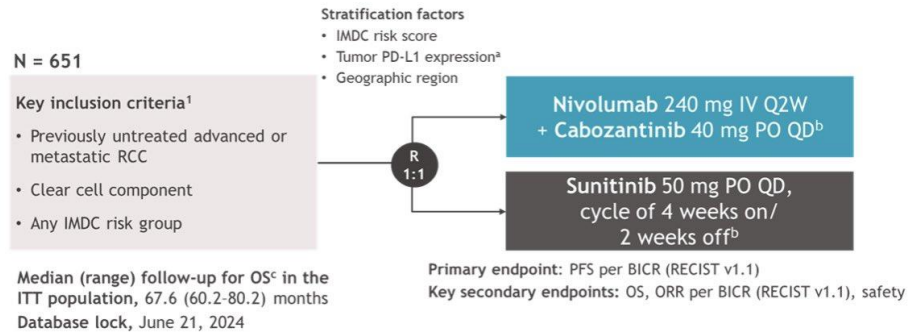 Stratification factors
• IMDC risk score
• Tumor PD-L1 expressionᵃ
• Geographic region
N = 651
Key inclusion criteria¹
• Previously untreated advanced or
metastatic RCC
• Clear cell component
• Any IMDC risk group
R
1:1
Nivolumab 240 mg IV Q2W
+ Cabozantinib 40 mg PO QDᵇ
Sunitinib 50 mg PO QD,
cycle of 4 weeks on/
2 weeks offᵇ
Median (range) follow-up for OSᶜ in the
ITT population, 67.6 (60.2–80.2) months
Database lock, June 21, 2024
Primary endpoint: PFS per BICR (RECIST v1.1)
Key secondary endpoints: OS, ORR per BICR (RECIST v1.1), safety